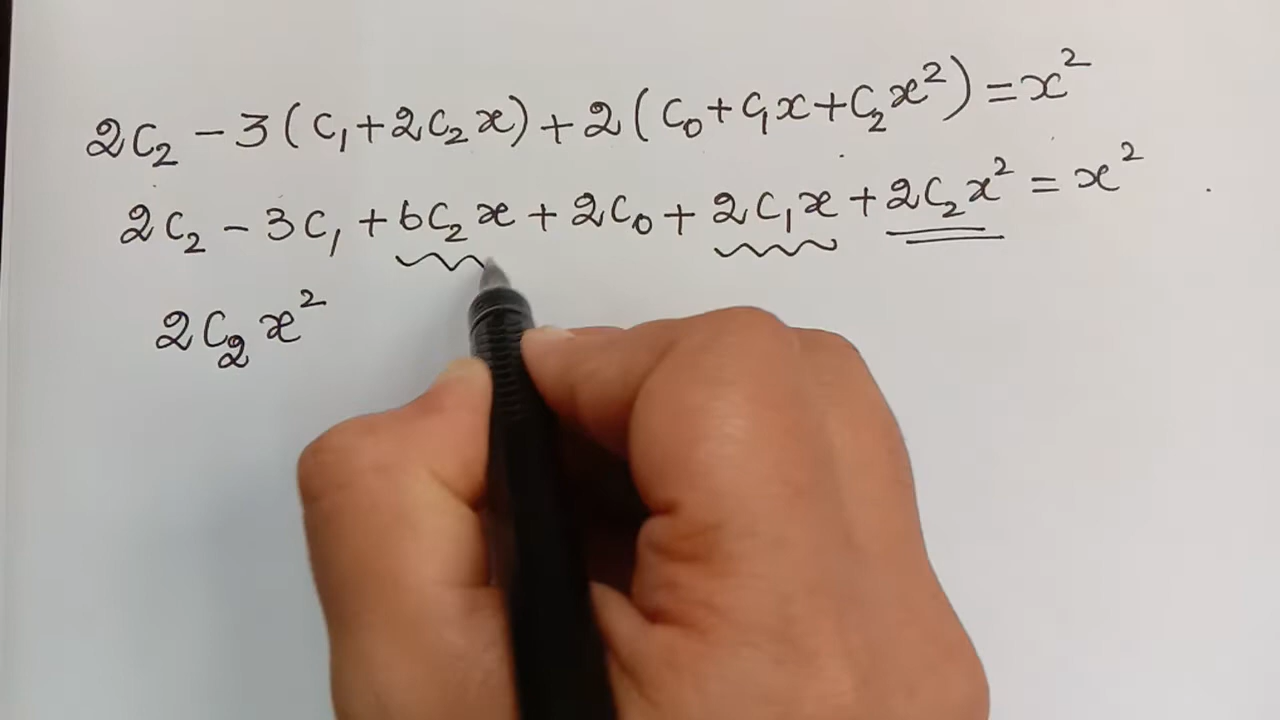 2C₂ - 3(C₁ + 2C₂x) + 2(C₀ + C₁x + C₂x²) = x²
2C₂ - 3C₁ + 6C₂x + 2C₀ + 2C₁x + 2C₂x² = x²
2C₂x²